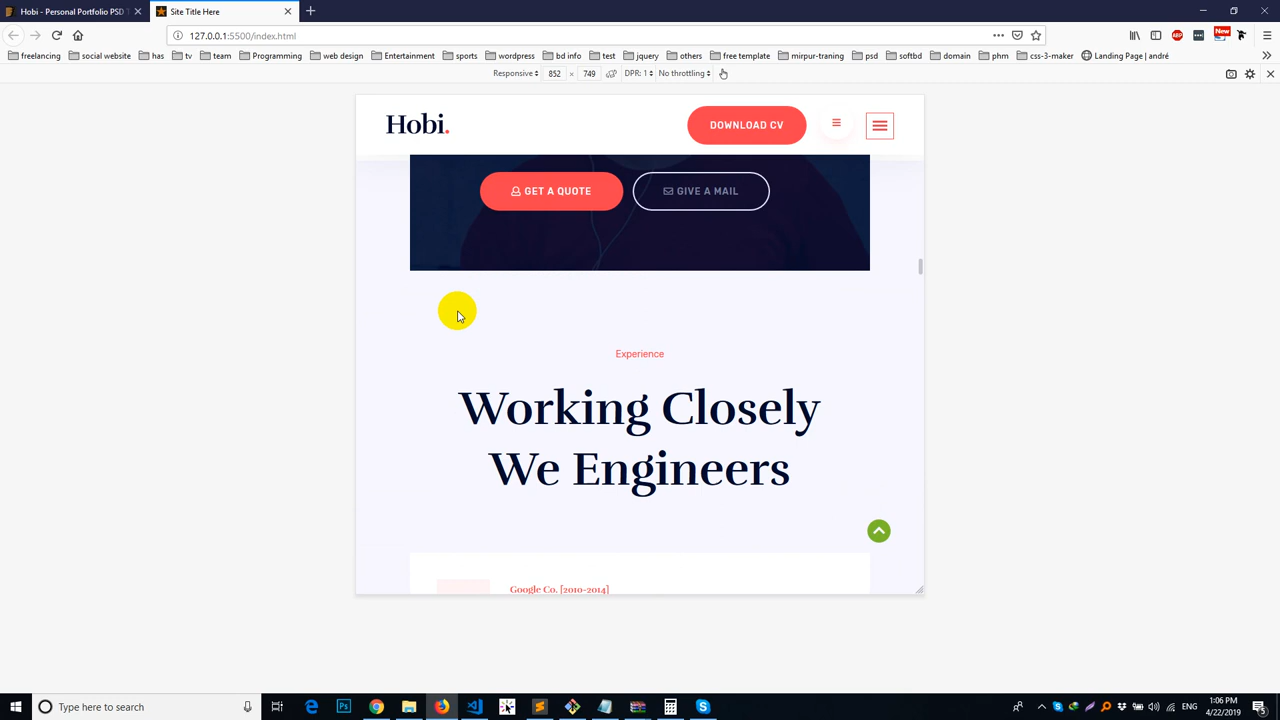 Hobi - Personal Portfolio PSD T
Site Title Here
127.0.0.1:5500/index.html
freelancing
social website
has
tv
team
Programming
web design
Entertainment
sports
wordpress
bd info
test
jquery
others
free template
mirpur-traning
psd
softbd
domain
phm
css-3-maker
Landing Page | andré
ABP
New
Responsive
852 × 749
DPR: 1
No throttling
Hobi.
DOWNLOAD CV
GET A QUOTE
GIVE A MAIL
Experience
Working Closely
We Engineers
Google Co. [2010-2014]
Type here to search
Ps
ENG
1:06 PM
4/22/2019